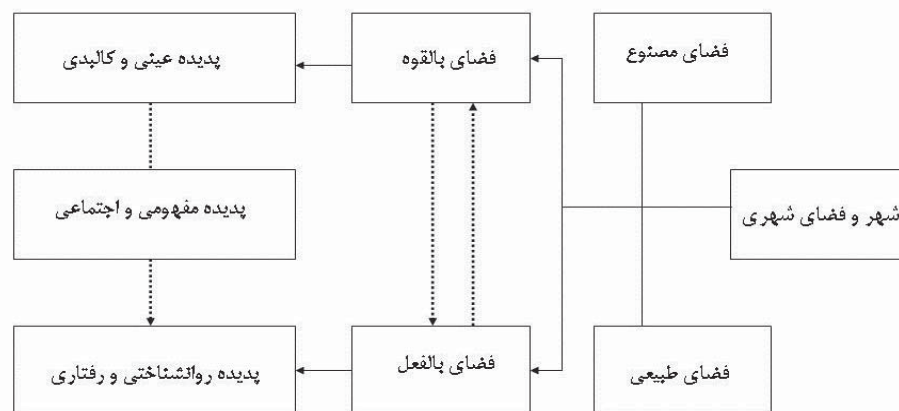 فضای مصنوع
فضای بالقوه
پدیده عینی و کالبدی
شهر و فضای شهری
پدیده مفهومی و اجتماعی
فضای طبیعی
فضای بالفعل
پدیده روانشناختی و رفتاری